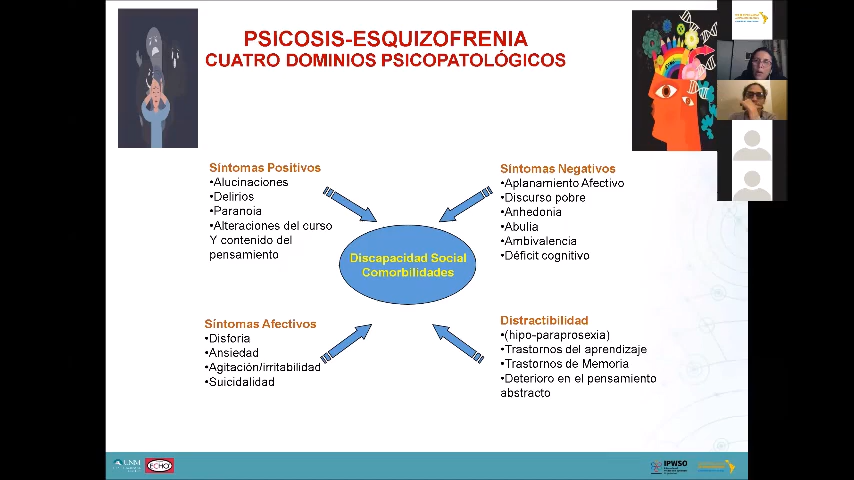 PSICOSIS-ESQUIZOFRENIA
CUATRO DOMINIOS PSICOPATOLÓGICOS
Síntomas Positivos
•Alucinaciones
•Delirios
•Paranoia
•Alteraciones del curso
Y contenido del
pensamiento
Síntomas Negativos
•Aplanamiento Afectivo
•Discurso pobre
•Anhedonia
•Abulia
•Ambivalencia
•Déficit cognitivo
Discapacidad Social
Comorbilidades
Síntomas Afectivos
•Disforia
•Ansiedad
•Agitación/irritabilidad
•Suicidalidad
Distractibilidad
•(hipo-paraprosexia)
•Trastornos del aprendizaje
•Trastornos de Memoria
•Deterioro en el pensamiento
abstracto
UNM
ECHO
IPWSO